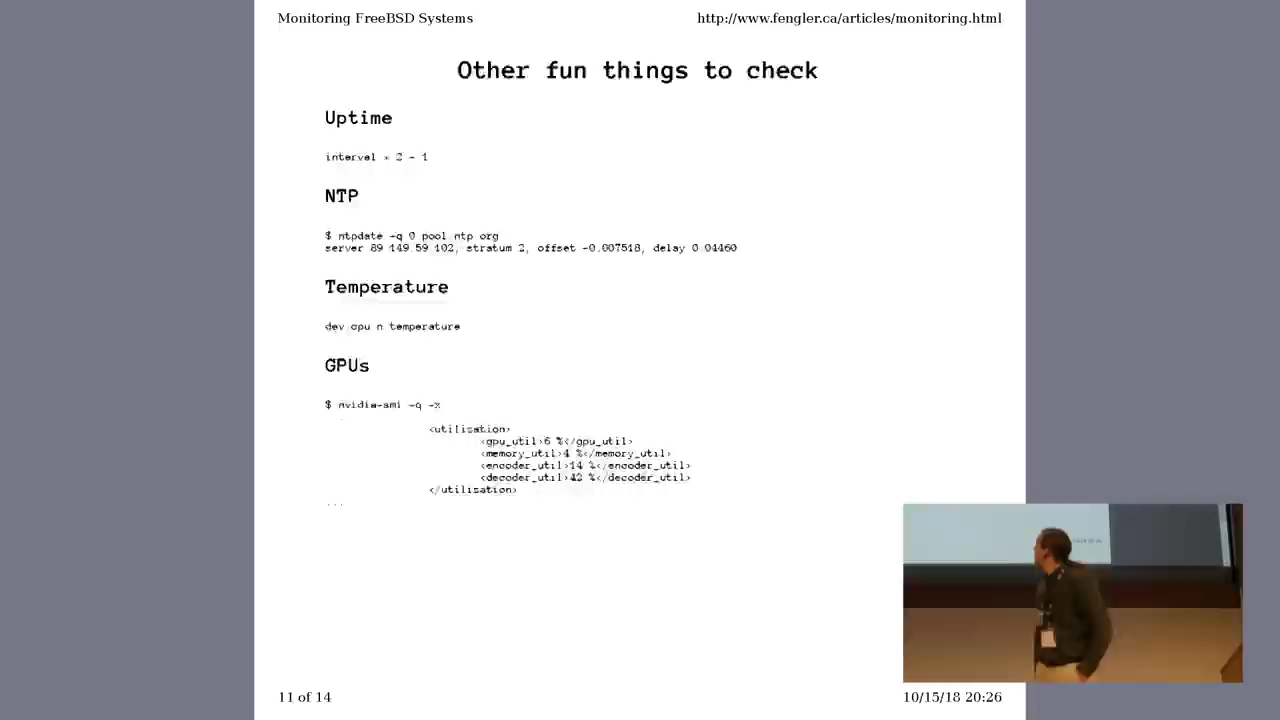 Monitoring FreeBSD Systems
http://www.fengler.ca/articles/monitoring.html
Other fun things to check
Uptime
interval * 2 - 1
NTP
$ ntpdate -q 0.pool.ntp.org
server 89.149.59.102, stratum 2, offset -0.007518, delay 0.04460
Temperature
dev.cpu.n.temperature
GPUs
$ nvidia-smi -q -x
...
<utilization>
<gpu_util>6 %</gpu_util>
<memory_util>4 %</memory_util>
<encoder_util>14 %</encoder_util>
<decoder_util>42 %</decoder_util>
</utilization>
...
11 of 14
10/15/18 20:26